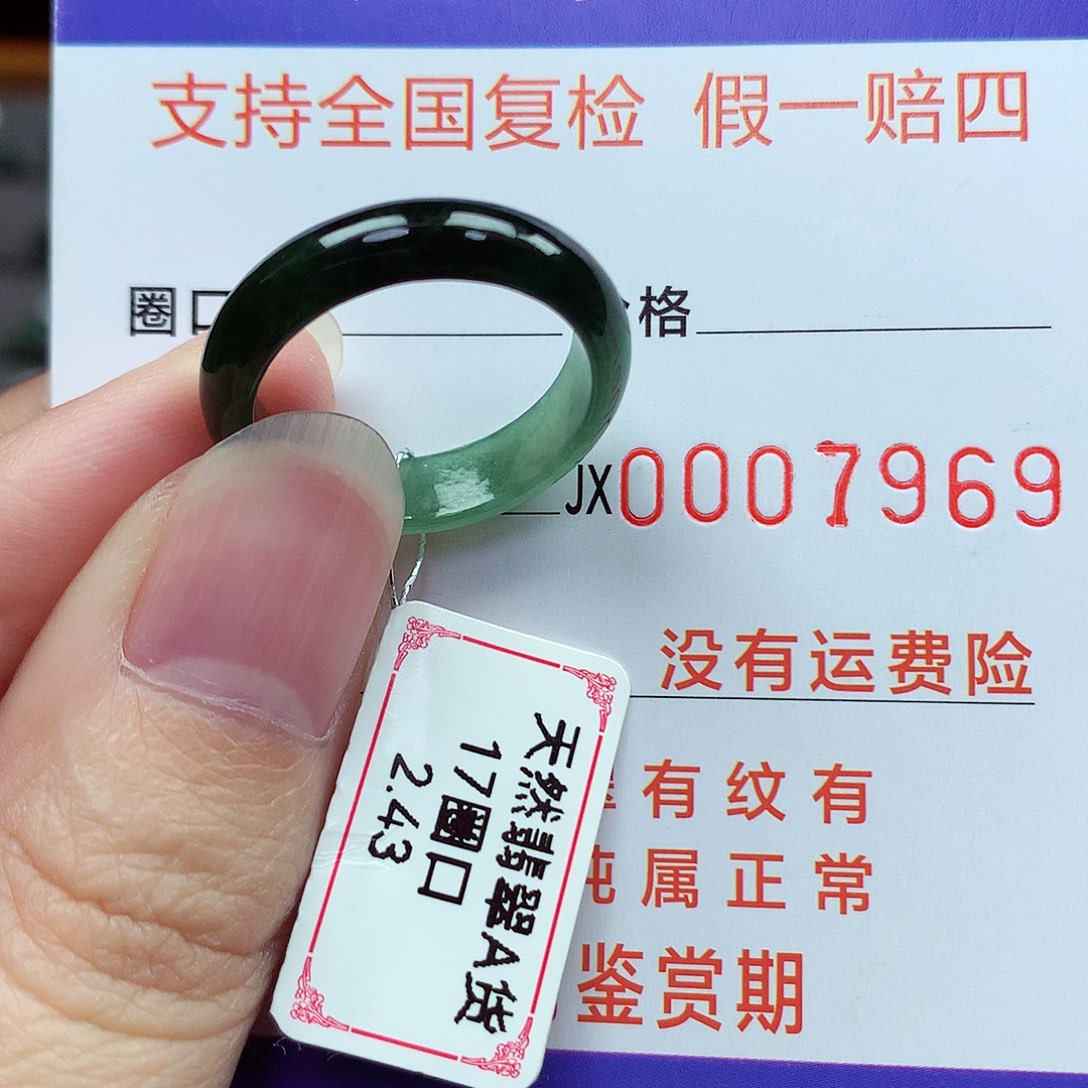 支持全国复检 假一赔四
圈口
格
JX0007969
没有运费险
有纹有
纯属正常
鉴赏期
天然翡翠A货
17圈口
2.43